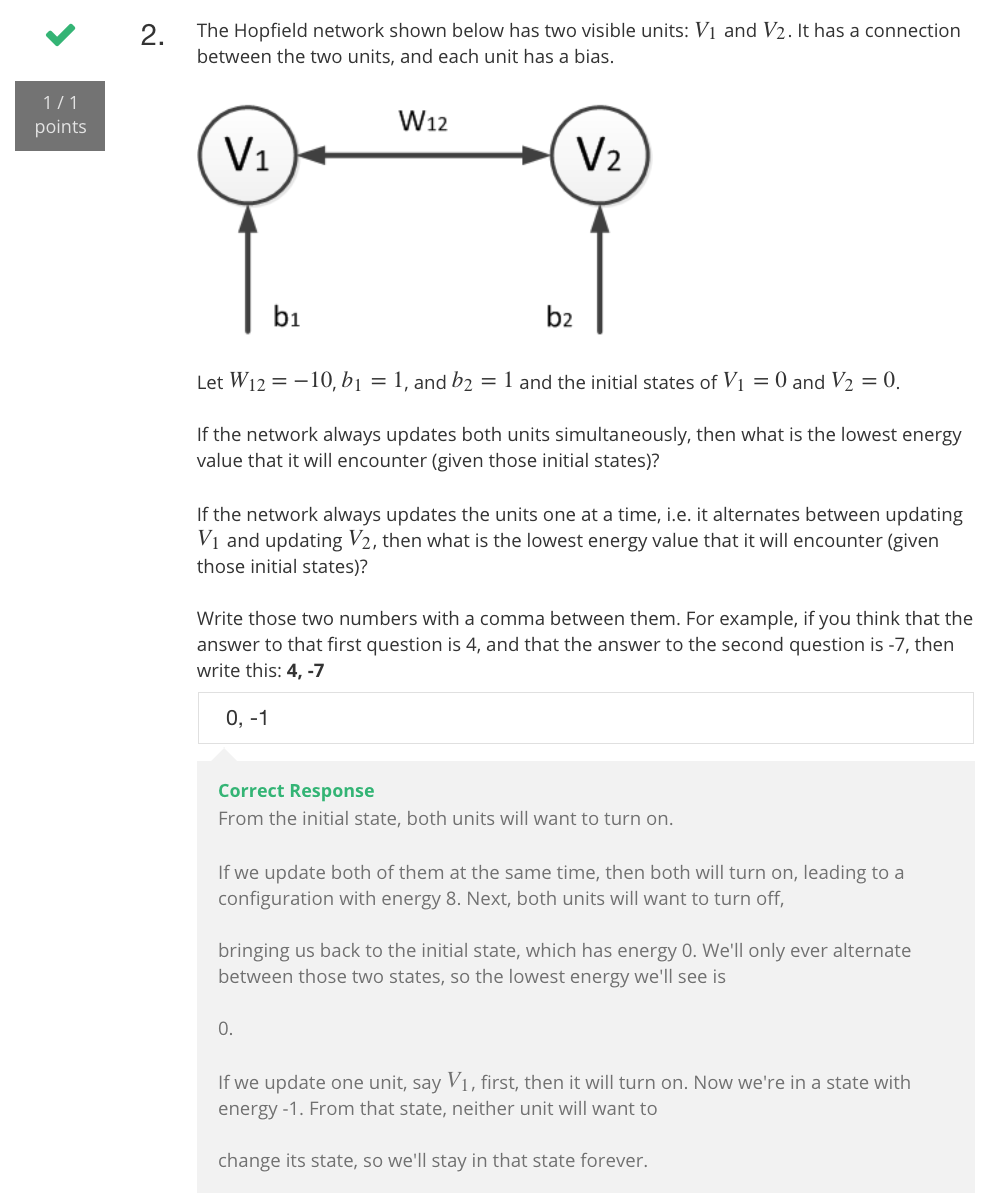 2.
The Hopfield network shown below has two visible units: V1 and V2. It has a connection
between the two units, and each unit has a bias.
1 / 1
points
W12
V1
V2
b1
b2
Let W12 = −10, b1 = 1, and b2 = 1 and the initial states of V1 = 0 and V2 = 0.
If the network always updates both units simultaneously, then what is the lowest energy
value that it will encounter (given those initial states)?
If the network always updates the units one at a time, i.e. it alternates between updating
V1 and updating V2, then what is the lowest energy value that it will encounter (given
those initial states)?
Write those two numbers with a comma between them. For example, if you think that the
answer to that first question is 4, and that the answer to the second question is -7, then
write this: 4, -7
0, -1
Correct Response
From the initial state, both units will want to turn on.
If we update both of them at the same time, then both will turn on, leading to a
configuration with energy 8. Next, both units will want to turn off,
bringing us back to the initial state, which has energy 0. We'll only ever alternate
between those two states, so the lowest energy we'll see is
0.
If we update one unit, say V1, first, then it will turn on. Now we're in a state with
energy -1. From that state, neither unit will want to
change its state, so we'll stay in that state forever.